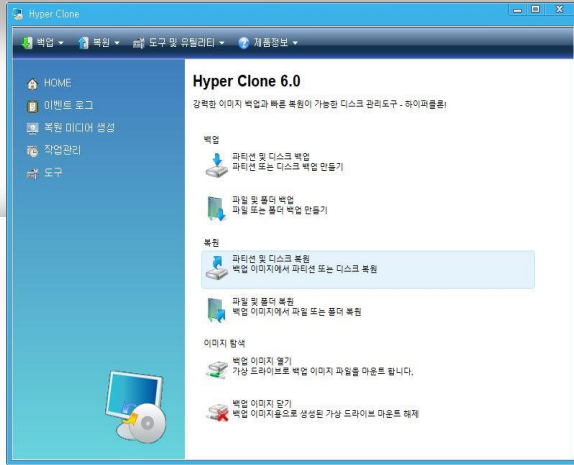 Hyper Clone
백업 복원 도구 및 유틸리티 제품정보
HOME
이벤트 로그
복원 미디어 생성
작업관리
도구
Hyper Clone 6.0
강력한 이미지 백업과 빠른 복원이 가능한 디스크 관리도구 - 하이퍼클론!
백업
파티션 및 디스크 백업
파티션 또는 디스크 백업 만들기
파일 및 폴더 백업
파일 또는 폴더 백업 만들기
복원
파티션 및 디스크 복원
백업 이미지에서 파티션 또는 디스크 복원
파일 및 폴더 복원
백업 이미지에서 파일 또는 폴더 복원
이미지 탐색
백업 이미지 열기
가상 드라이브로 백업 이미지 파일을 마운트 합니다.
백업 이미지 닫기
백업 이미지용으로 생성된 가상 드라이브 마운트 해제